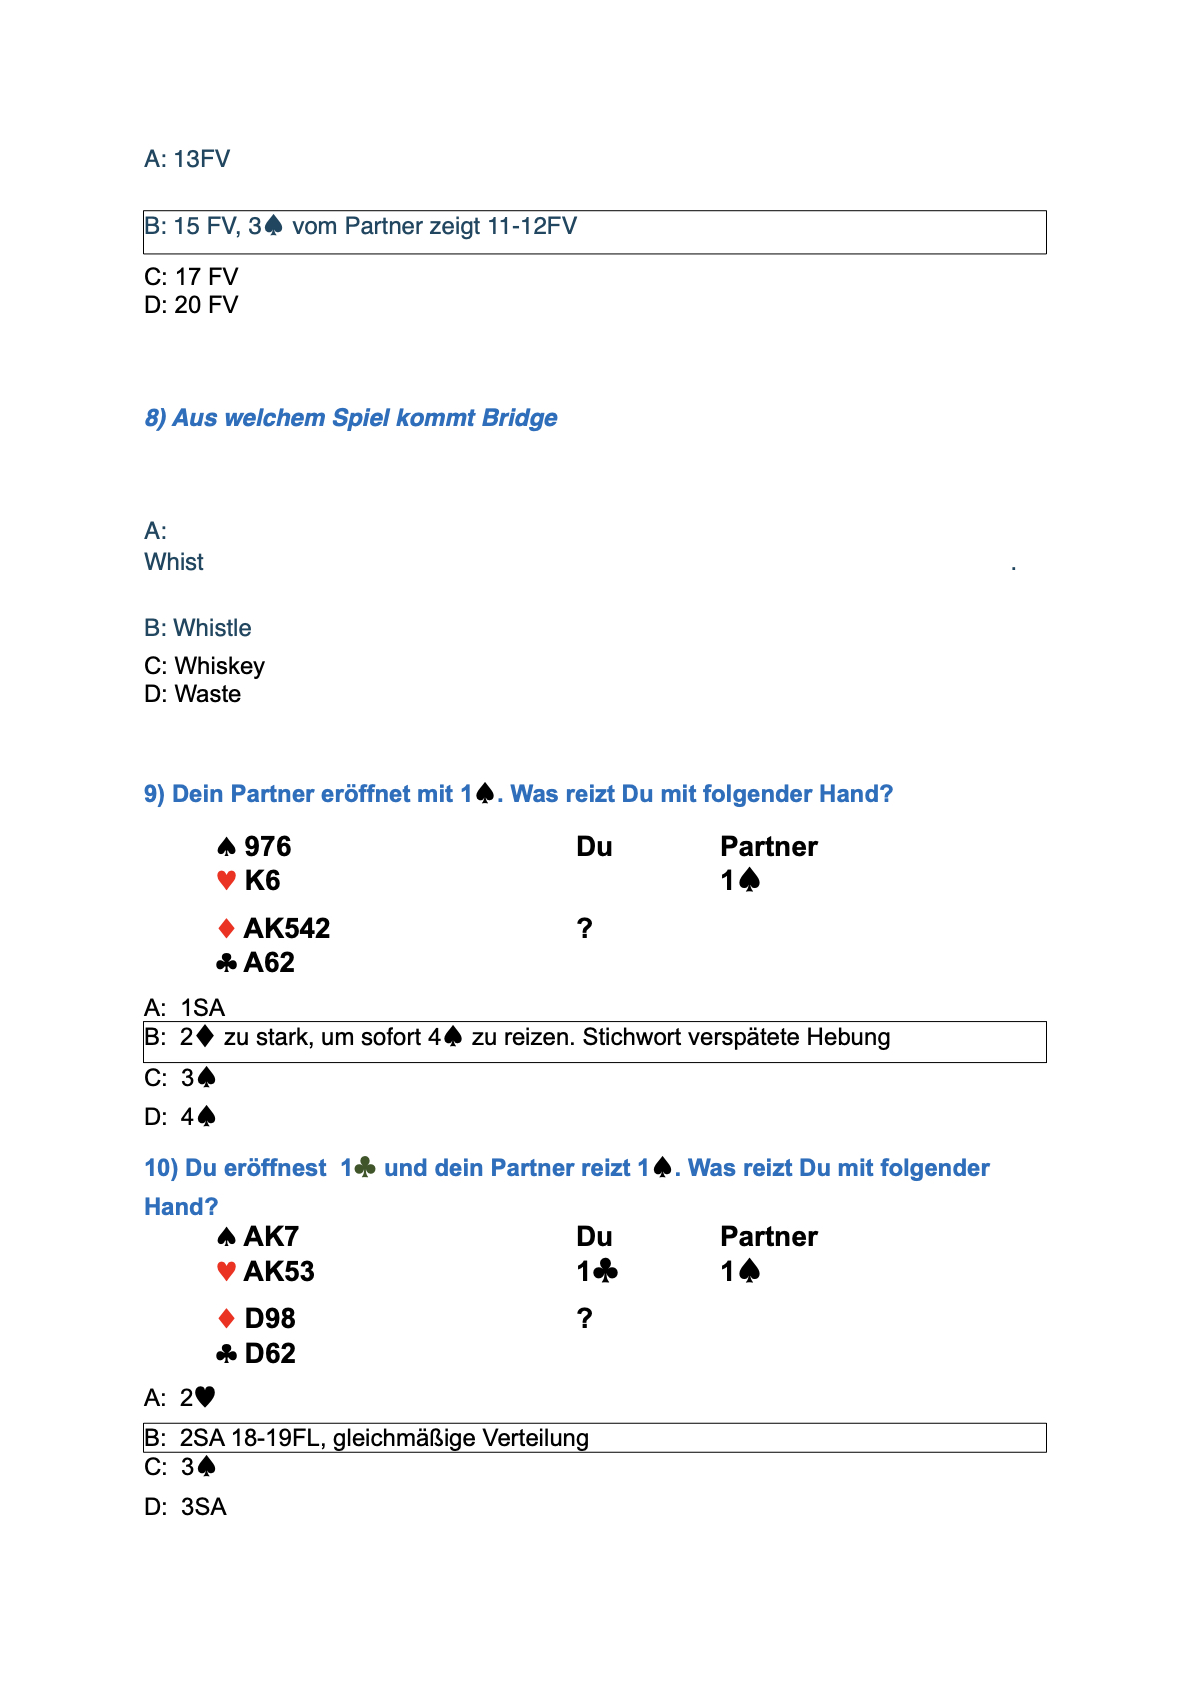 A: 13FV
B: 15 FV, 3♠ vom Partner zeigt 11-12FV
C: 17 FV
D: 20 FV
8) Aus welchem Spiel kommt Bridge
A:
Whist .
B: Whistle
C: Whiskey
D: Waste
9) Dein Partner eröffnet mit 1♠. Was reizt Du mit folgender Hand?
♠ 976 Du Partner
♥ K6 1♠
♦ AK542 ?
♣ A62
A: 1SA
B: 2♦ zu stark, um sofort 4♠ zu reizen. Stichwort verspätete Hebung
C: 3♠
D: 4♠
10) Du eröffnest 1♣ und dein Partner reizt 1♠. Was reizt Du mit folgender
Hand?
♠ AK7 Du Partner
♥ AK53 1♣ 1♠
♦ D98 ?
♣ D62
A: 2♥
B: 2SA 18-19FL, gleichmäßige Verteilung
C: 3♠
D: 3SA